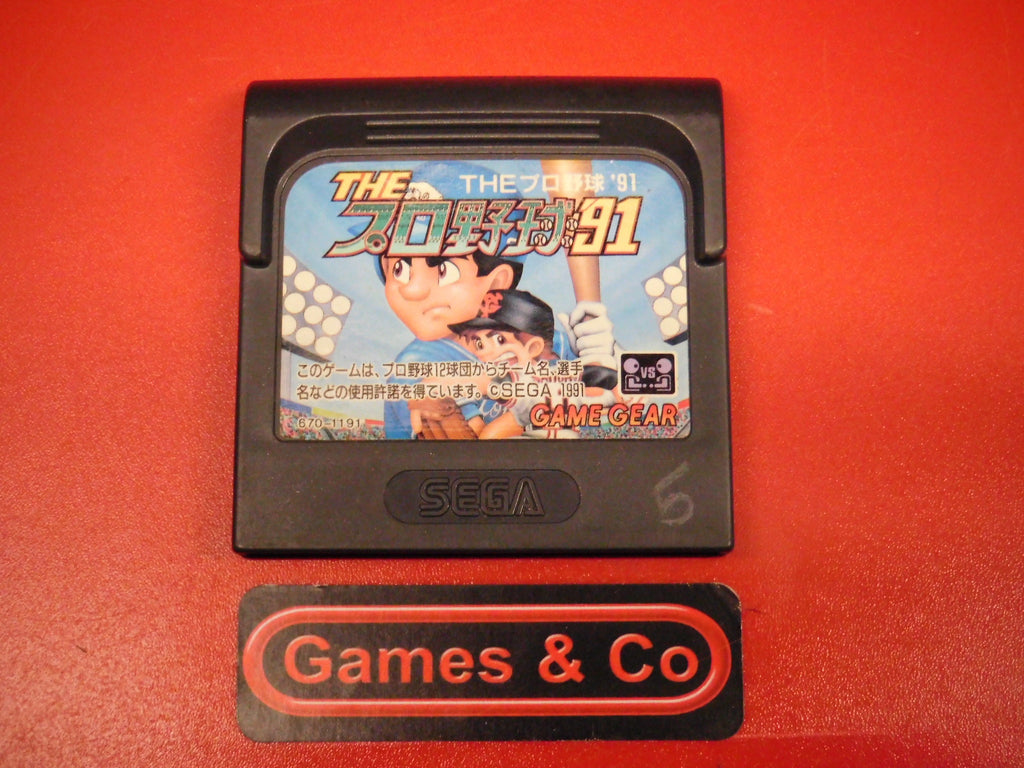 THEプロ野球 '91
THE
プロ野球'91
このゲームは、プロ野球12球団からチーム名、選手
名などの使用許諾を得ています。©SEGA 1991
VS
670-1191
GAME GEAR
SEGA
5
Games & Co